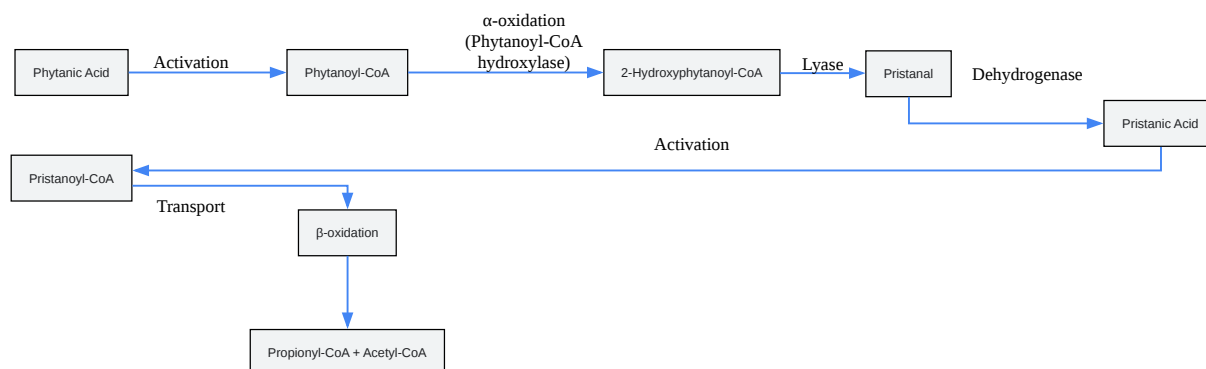 α-oxidation
(Phytanoyl-CoA
hydroxylase)
Phytanic Acid
Activation
Phytanoyl-CoA
2-Hydroxyphytanoyl-CoA
Lyase
Pristanal
Dehydrogenase
Pristanic Acid
Activation
Pristanoyl-CoA
Transport
β-oxidation
Propionyl-CoA + Acetyl-CoA